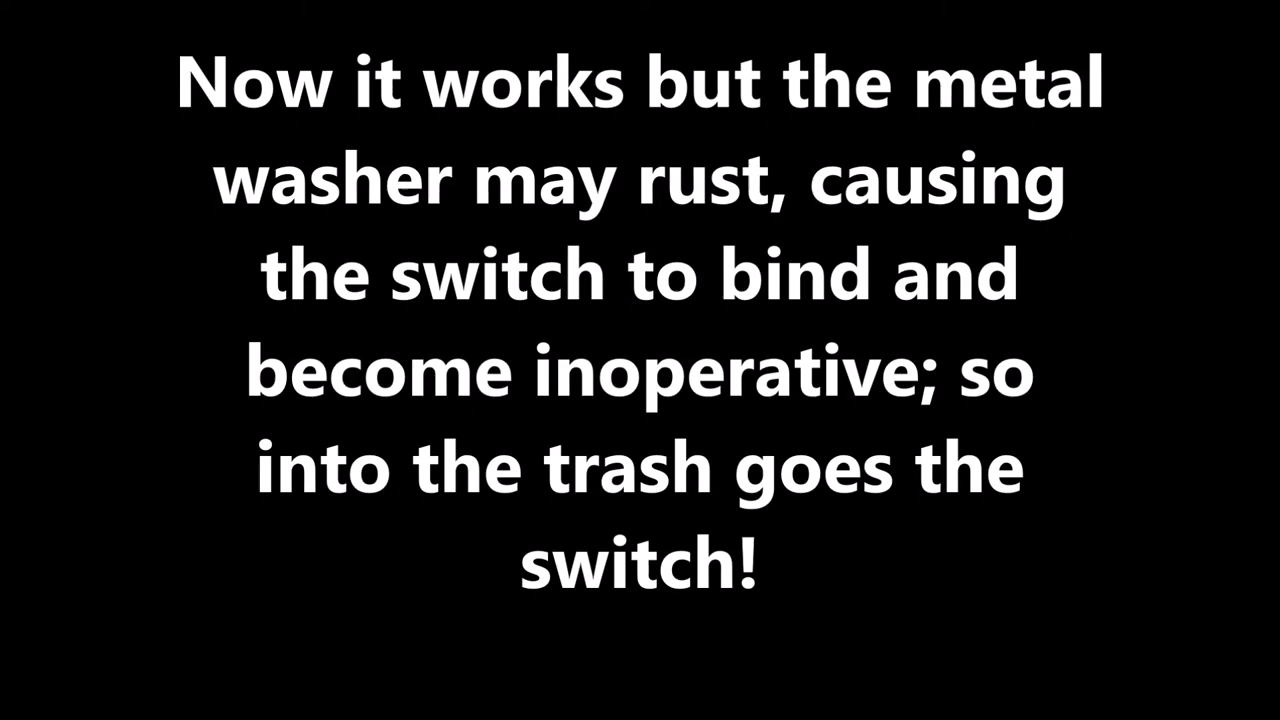 Now it works but the metal
washer may rust, causing
the switch to bind and
become inoperative; so
into the trash goes the
switch!